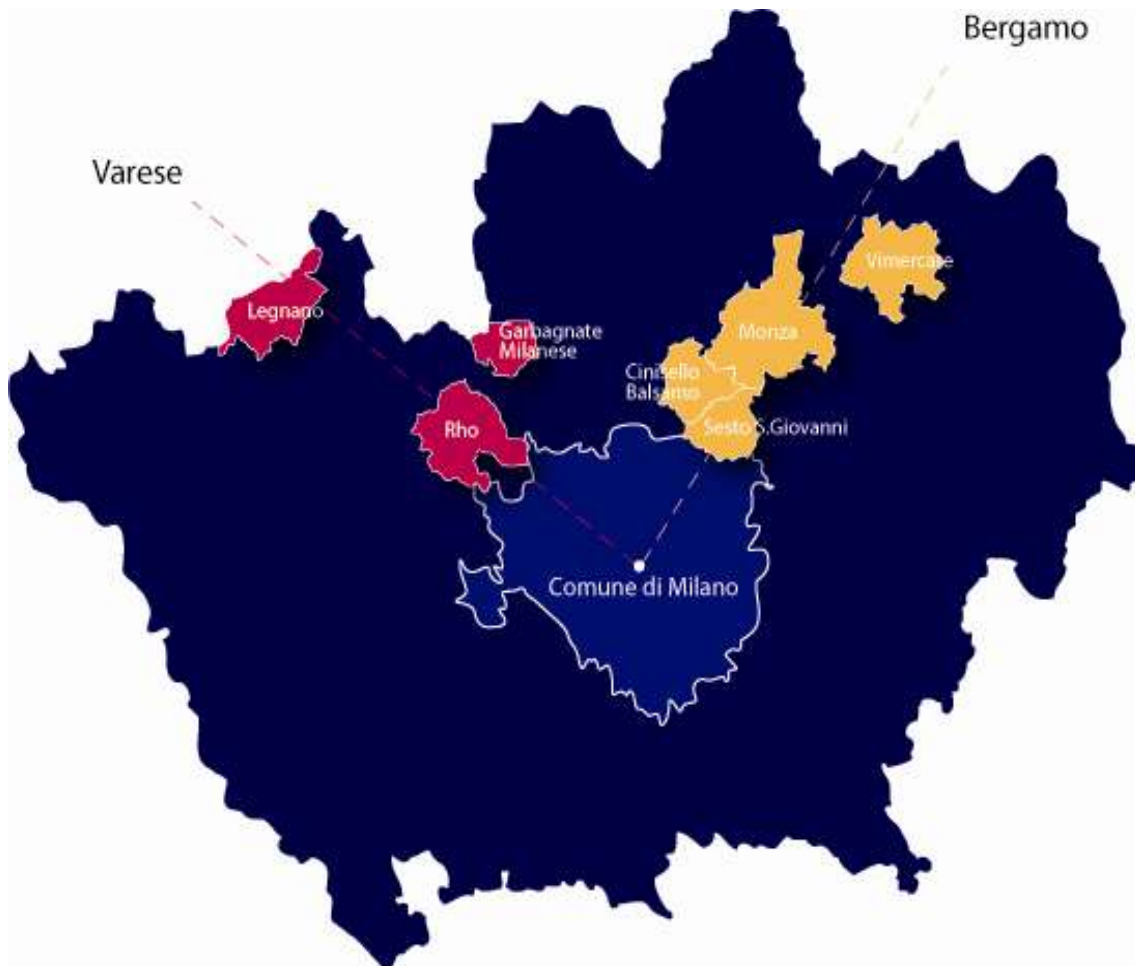 Bergamo
Varese
Vimercate
Legnano
Garbagnate
Milanese
Monza
Cinisello
Balsamo
Rho
Sesto S.Giovanni
Comune di Milano